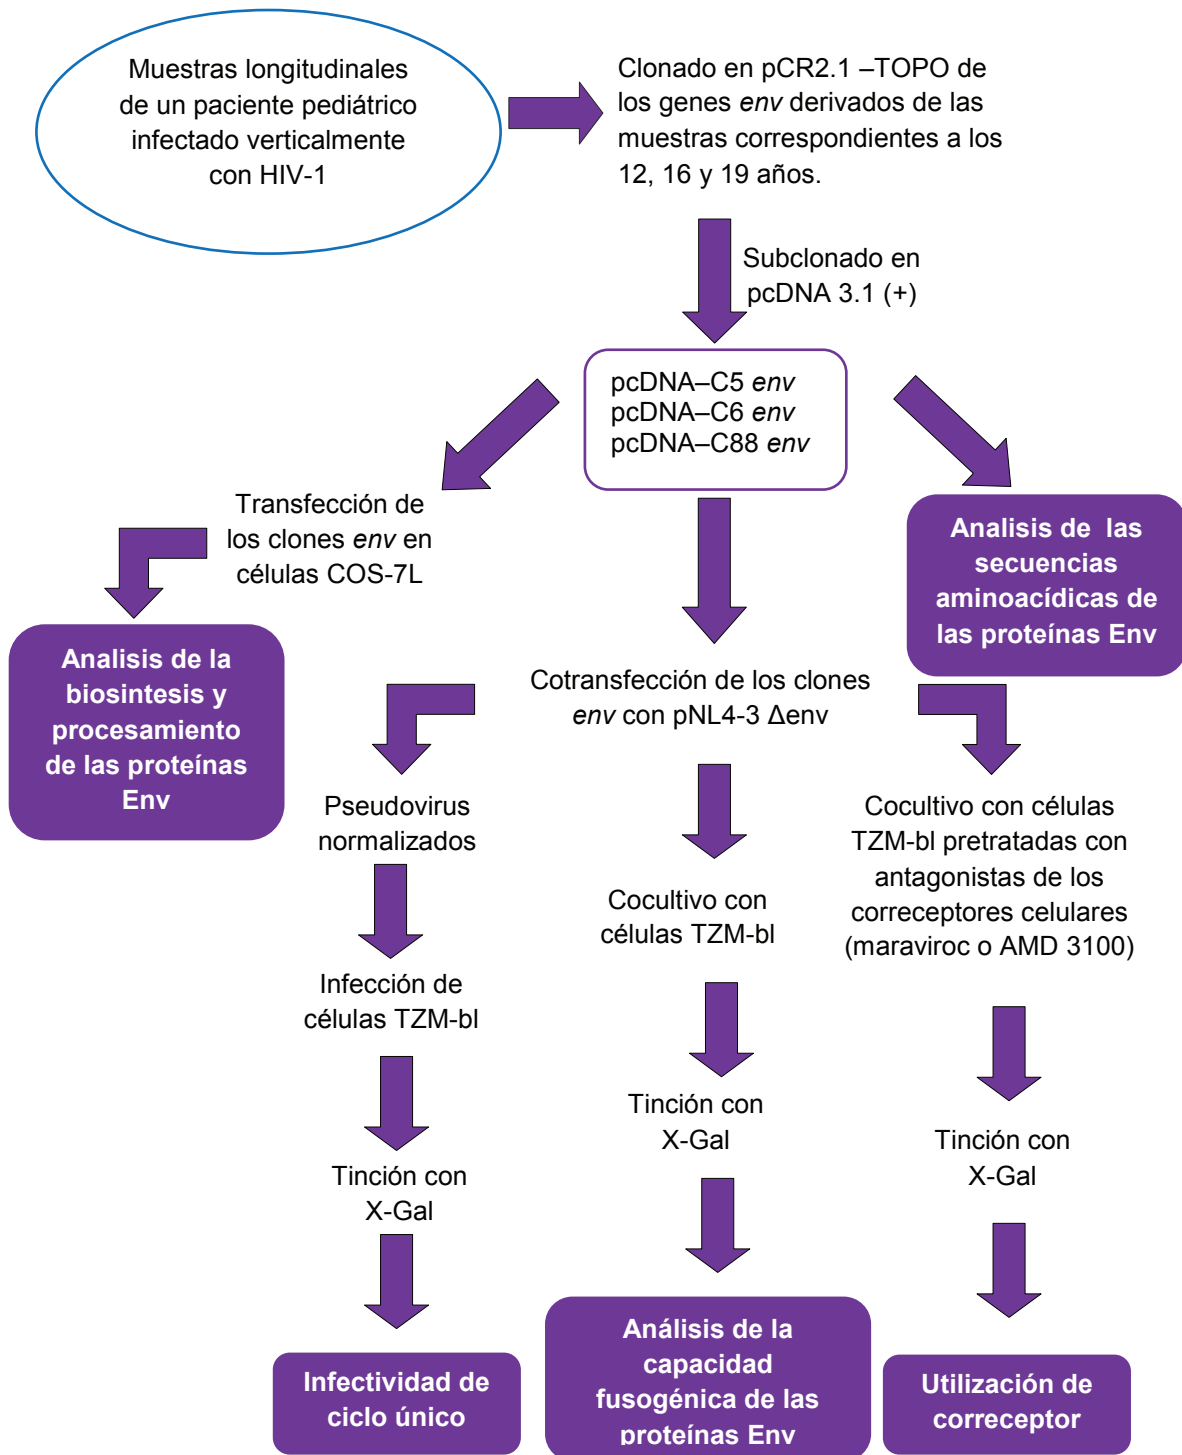 Muestras longitudinales
de un paciente pediátrico
infectado verticalmente
con HIV-1
Clonado en pCR2.1 –TOPO de
los genes env derivados de las
muestras correspondientes a los
12, 16 y 19 años.
Subclonado en
pcDNA 3.1 (+)
pcDNA–C5 env
pcDNA–C6 env
pcDNA–C88 env
Transfección de
los clones env en
células COS-7L
Analisis de las
secuencias
aminoacídicas de
las proteínas Env
Analisis de la
biosintesis y
procesamiento
de las proteínas
Env
Cotransfección de los clones
env con pNL4-3 Δenv
Pseudovirus
normalizados
Infección de
células TZM-bl
Tinción con
X-Gal
Infectividad de
ciclo único
Cocultivo con
células TZM-bl
Tinción con
X-Gal
Análisis de la
capacidad
fusogénica de las
proteínas Env
Cocultivo con células
TZM-bl pretratadas con
antagonistas de los
correceptores celulares
(maraviroc o AMD 3100)
Tinción con
X-Gal
Utilización de
correceptor